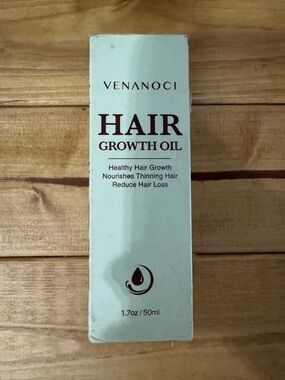 VENANOCI
HAIR
GROWTH OIL
Healthy Hair Growth
Nourishes Thinning Hair
Reduce Hair Loss
1.7oz / 50ml